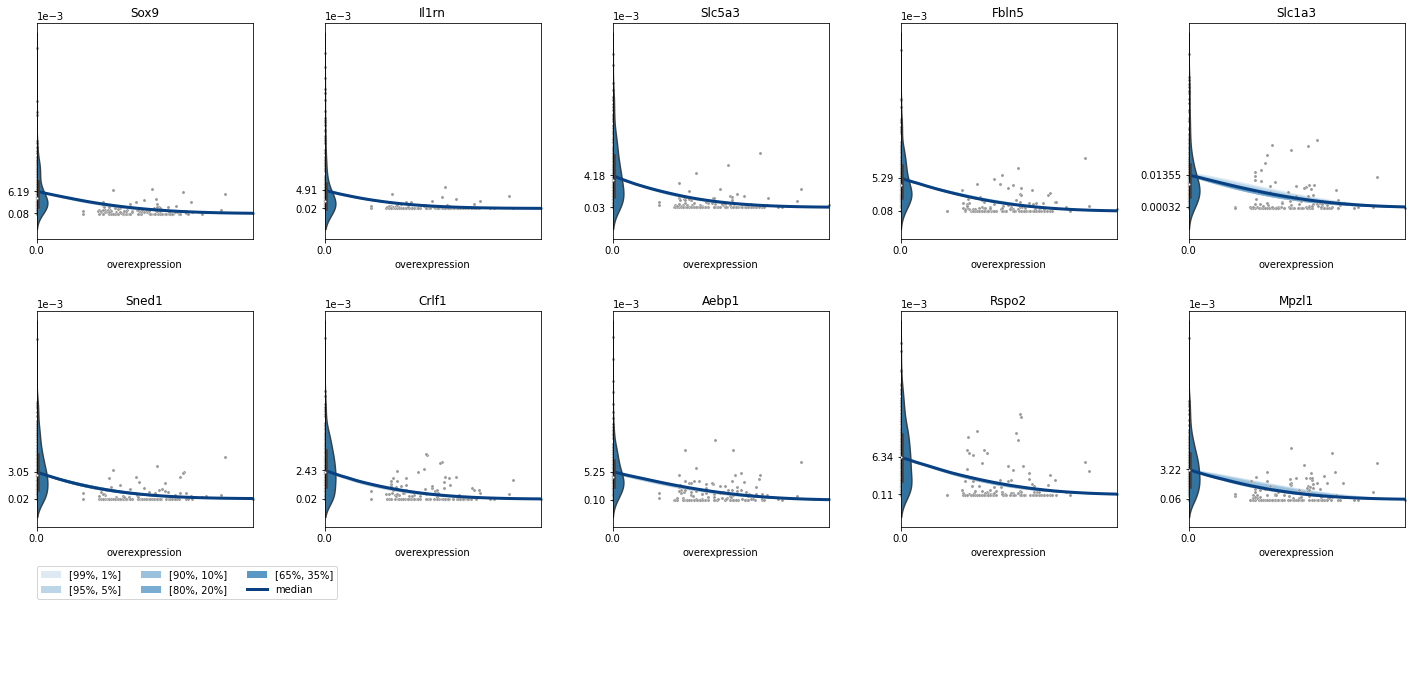 Sox9 Il1rn Slc5a3 Fbln5 Slc1a3
1e−3 1e−3 1e−3 1e−3
6.19 4.91 4.18 5.29 0.01355
0.08 0.02 0.03 0.08 0.00032
0.0 0.0 0.0 0.0 0.0
overexpression overexpression overexpression overexpression overexpression
Sned1 Crlf1 Aebp1 Rspo2 Mpzl1
1e−3 1e−3 1e−3 1e−3 1e−3
3.05 2.43 5.25 6.34 3.22
0.02 0.02 0.10 0.11 0.06
0.0 0.0 0.0 0.0 0.0
overexpression overexpression overexpression overexpression overexpression
[99%, 1%] [90%, 10%] [65%, 35%]
[95%, 5%] [80%, 20%] median